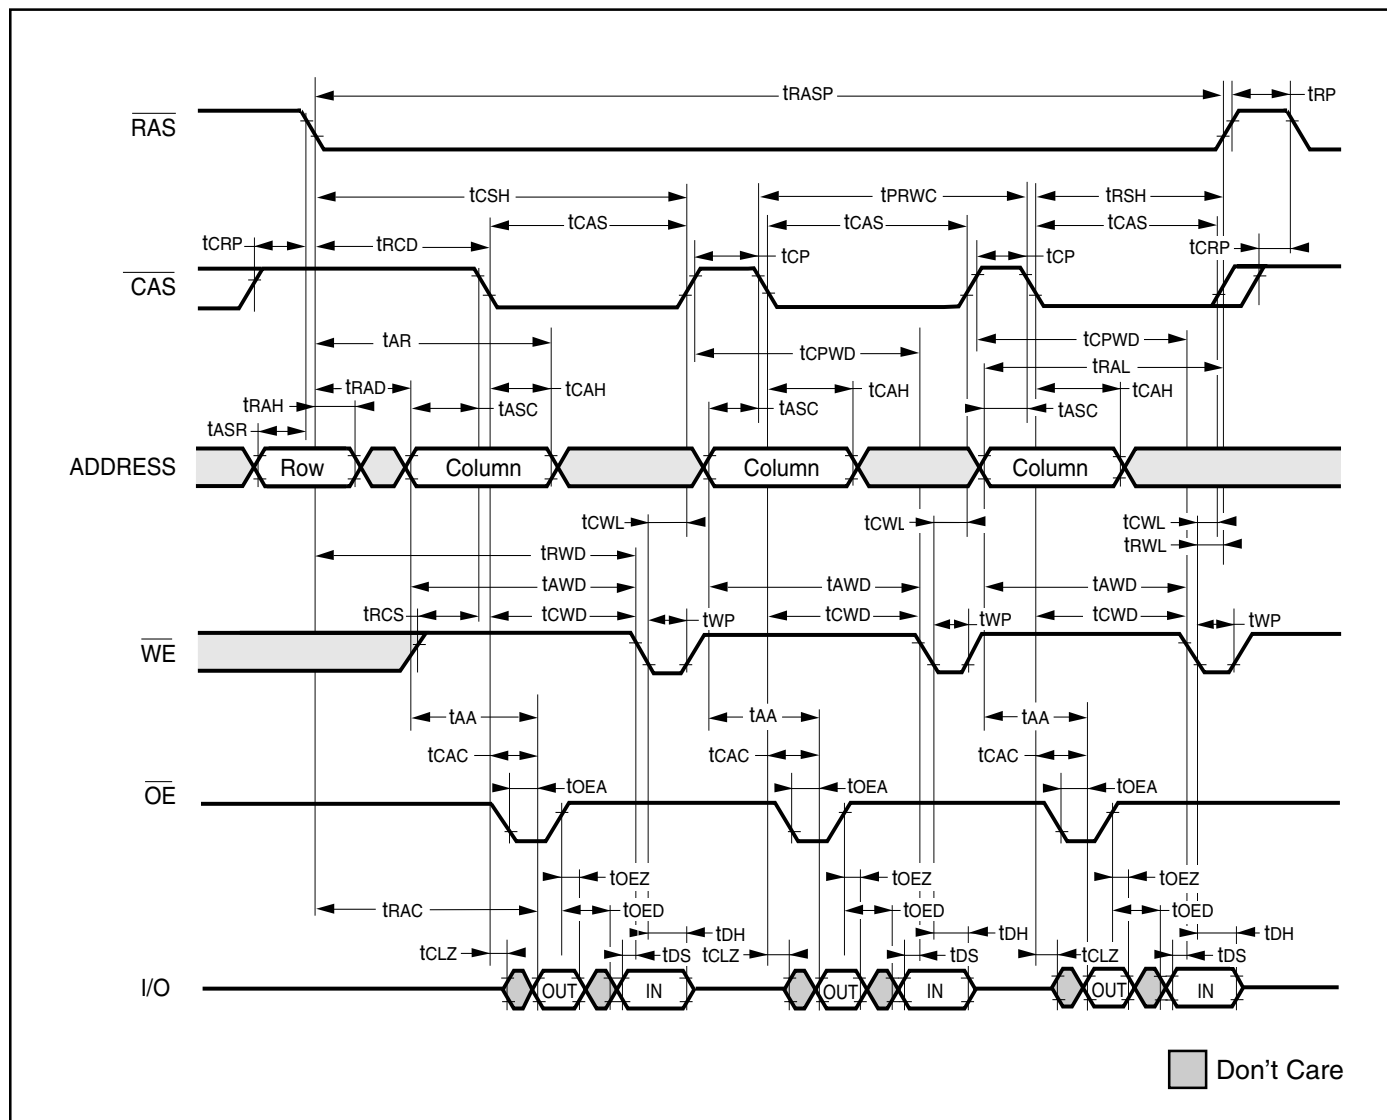 tRASP tRP
RAS
tCSH tPRWC tRSH
tCAS tCAS tCAS
tCRP tRCD tCP tCP tCRP
CAS
tAR tCPWD tCPWD
tRAL
tRAD tCAH tCAH tCAH
tRAH tASC tASC tASC
tASR
ADDRESS Row Column Column Column
tCWL tCWL tCWL
tRWD tRWL
tAWD tAWD tAWD
tRCS tCWD tWP tCWD tWP tCWD tWP
WE
tAA tAA tAA
tCAC tCAC tCAC
tOEA tOEA tOEA
OE
tOEZ tOEZ tOEZ
tRAC tOED tOED tOED
tDH tDH tDH
tCLZ tDS tCLZ tDS tCLZ tDS
I/O OUT IN OUT IN OUT IN
Don't Care